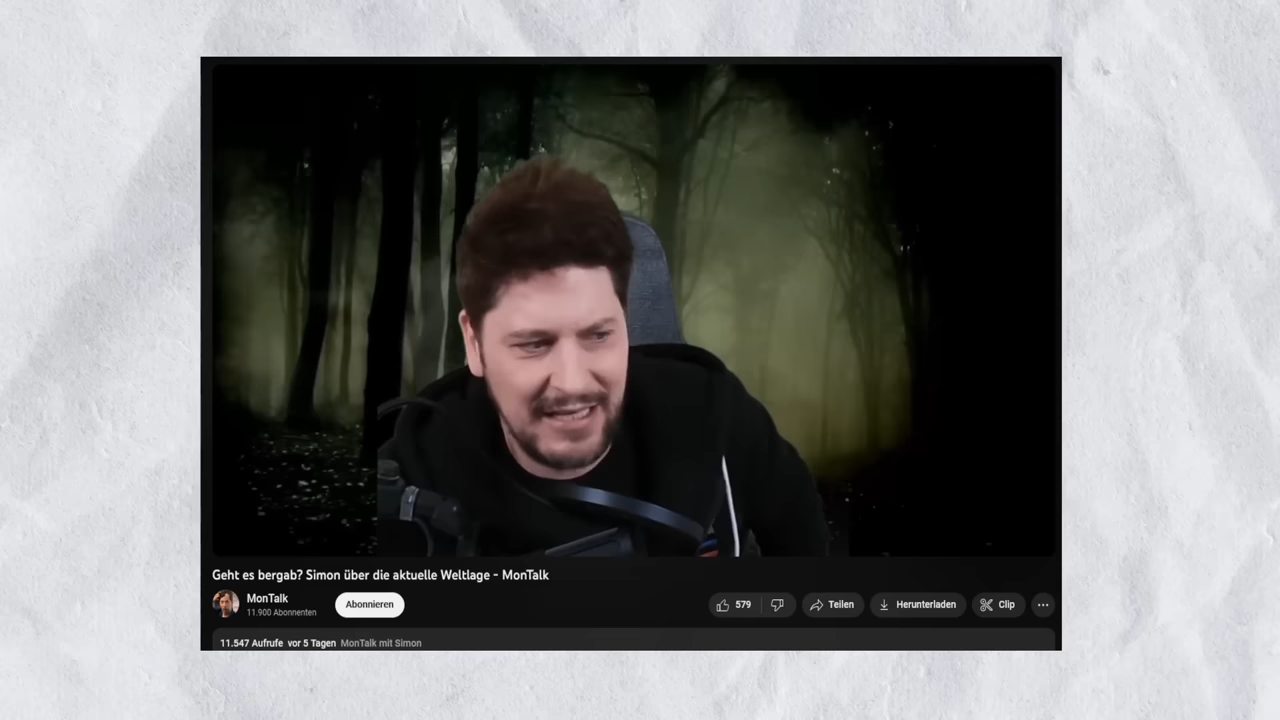 Geht es bergab? Simon über die aktuelle Weltlage - MonTalk
MonTalk
11.900 Abonnenten
Abonnieren
579
Teilen
Herunterladen
Clip
11.547 Aufrufe vor 5 Tagen MonTalk mit Simon